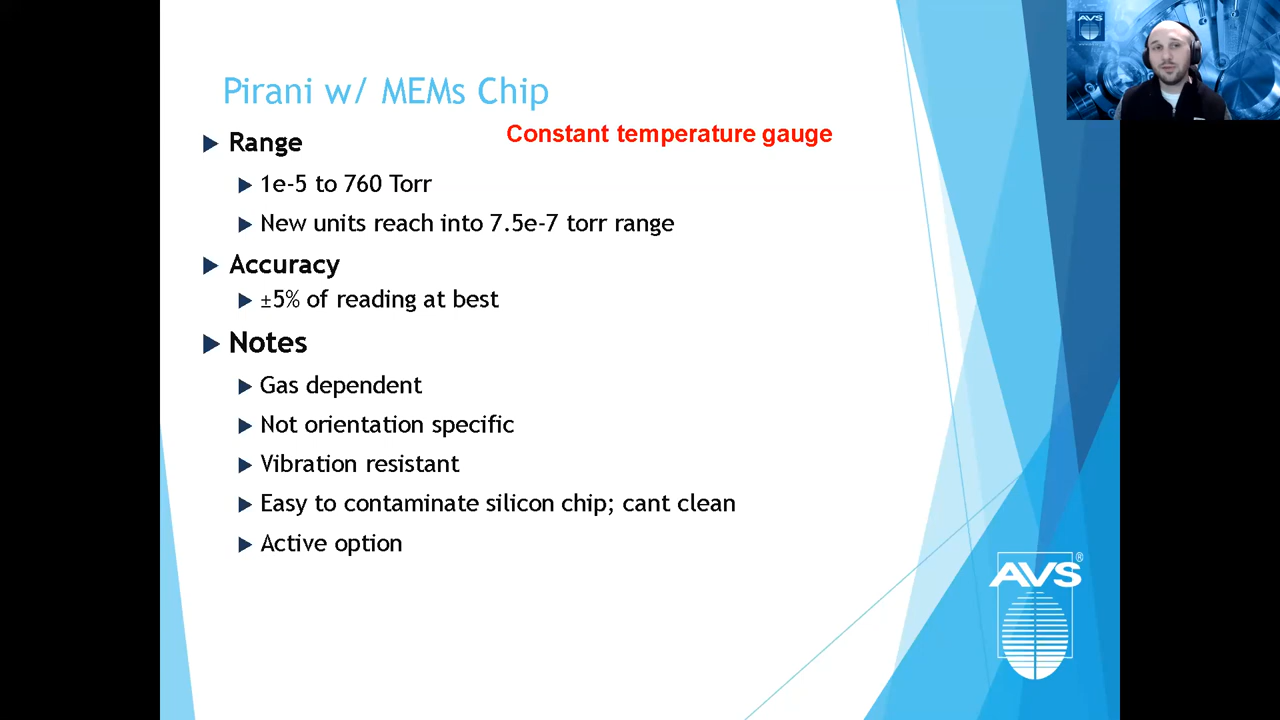 AVS
Pirani w/ MEMs Chip
Constant temperature gauge
Range
1e-5 to 760 Torr
New units reach into 7.5e-7 torr range
Accuracy
±5% of reading at best
Notes
Gas dependent
Not orientation specific
Vibration resistant
Easy to contaminate silicon chip; cant clean
Active option
AVS®